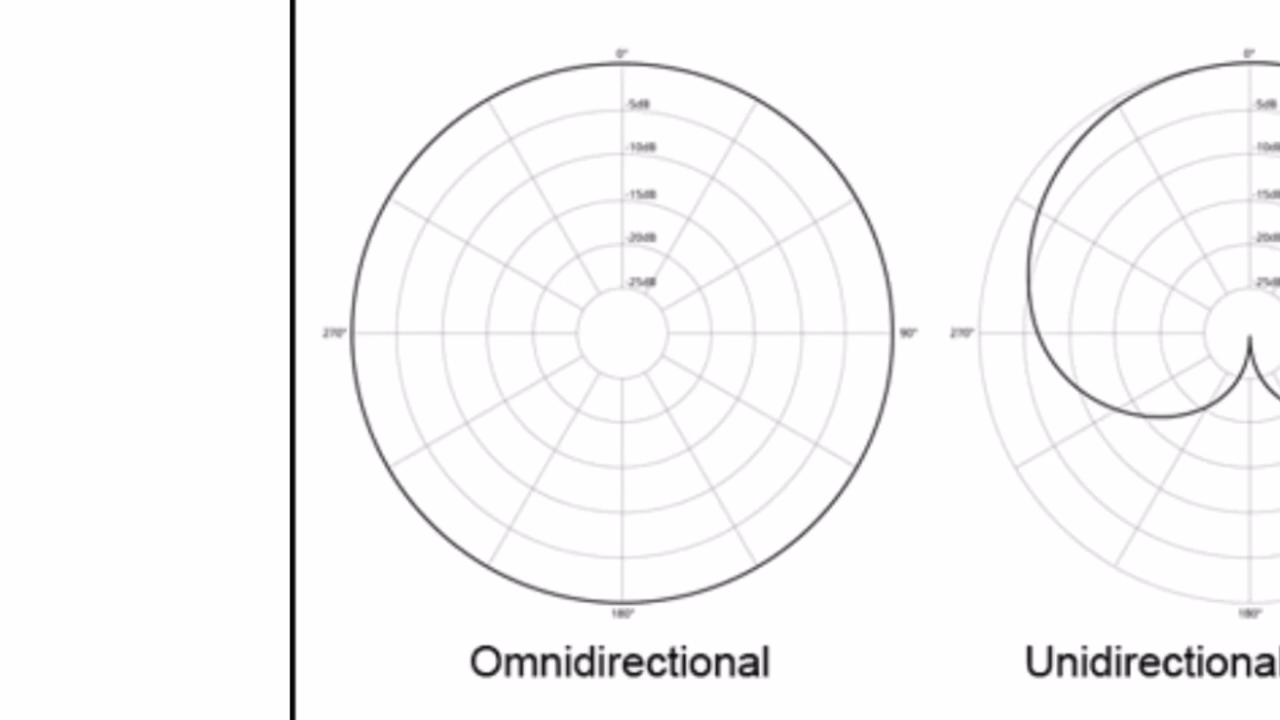 0°
-5dB
-10dB
-15dB
-20dB
-25dB
270°
90°
180°
Omnidirectional
0°
-5dB
-10dB
-15dB
-20dB
-25dB
270°
180°
Unidirectional